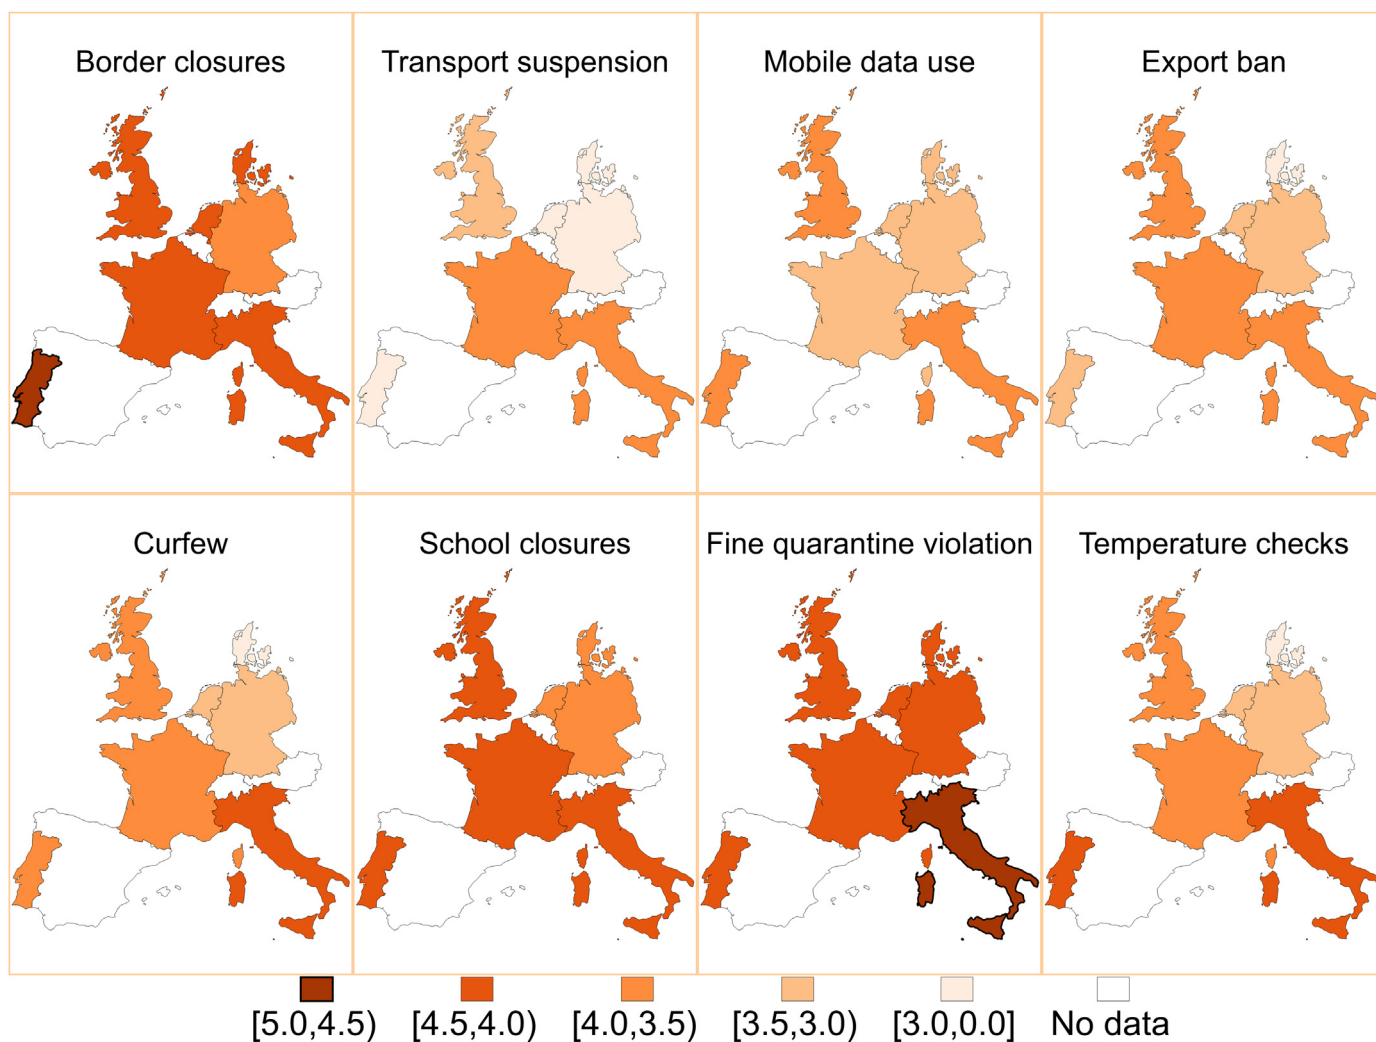 Border closures
Transport suspension
Mobile data use
Export ban
Curfew
School closures
Fine quarantine violation
Temperature checks
[5.0,4.5)
[4.5,4.0)
[4.0,3.5)
[3.5,3.0)
[3.0,0.0]
No data